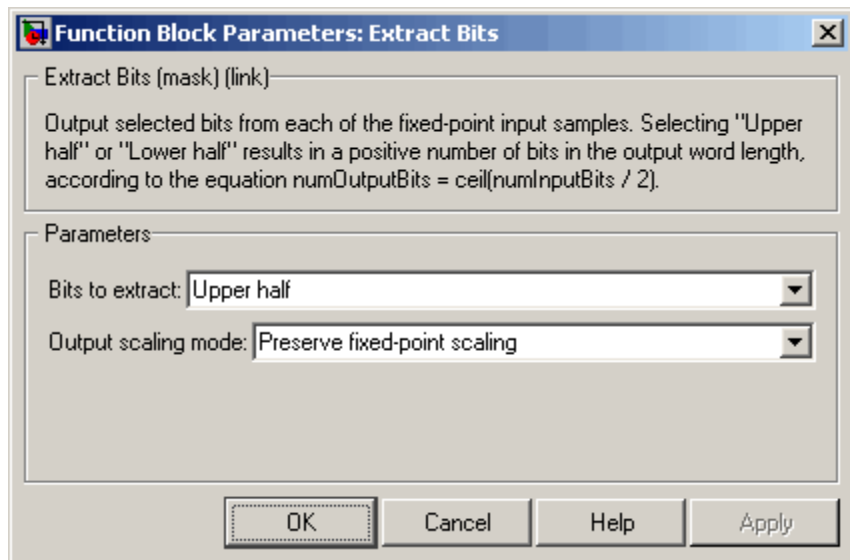 Function Block Parameters: Extract Bits
Extract Bits (mask) (link)
Output selected bits from each of the fixed-point input samples. Selecting "Upper
half" or "Lower half" results in a positive number of bits in the output word length,
according to the equation numOutputBits = ceil(numInputBits / 2).
Parameters
Bits to extract: Upper half
Output scaling mode: Preserve fixed-point scaling
OK Cancel Help Apply